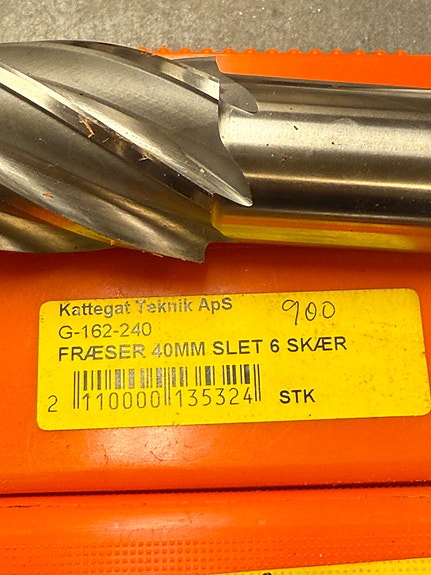 Kattegat Teknik ApS 900
G-162-240
FRÆSER 40MM SLET 6 SKÆR
2 110000 135324 STK